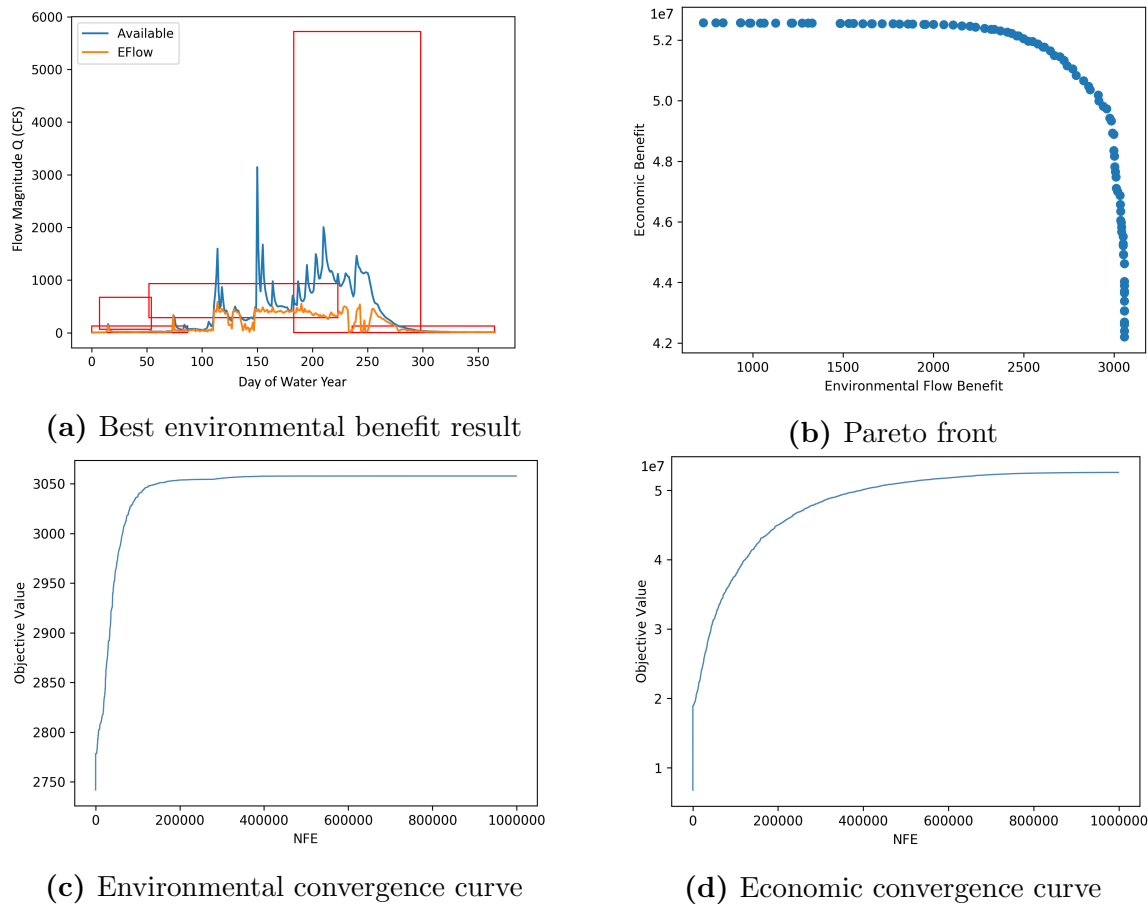 6000
5000
4000
3000
2000
1000
0
Flow Magnitude Q (CFS)
Available
EFlow
0 50 100 150 200 250 300 350
Day of Water Year
(a) Best environmental benefit result
1e7
5.2
5.0
4.8
4.6
4.4
4.2
Economic Benefit
1000 1500 2000 2500 3000
Environmental Flow Benefit
(b) Pareto front
3050
3000
2950
2900
2850
2800
2750
Objective Value
0 200000 400000 600000 800000 1000000
NFE
(c) Environmental convergence curve
1e7
5
4
3
2
1
Objective Value
0 200000 400000 600000 800000 1000000
NFE
(d) Economic convergence curve